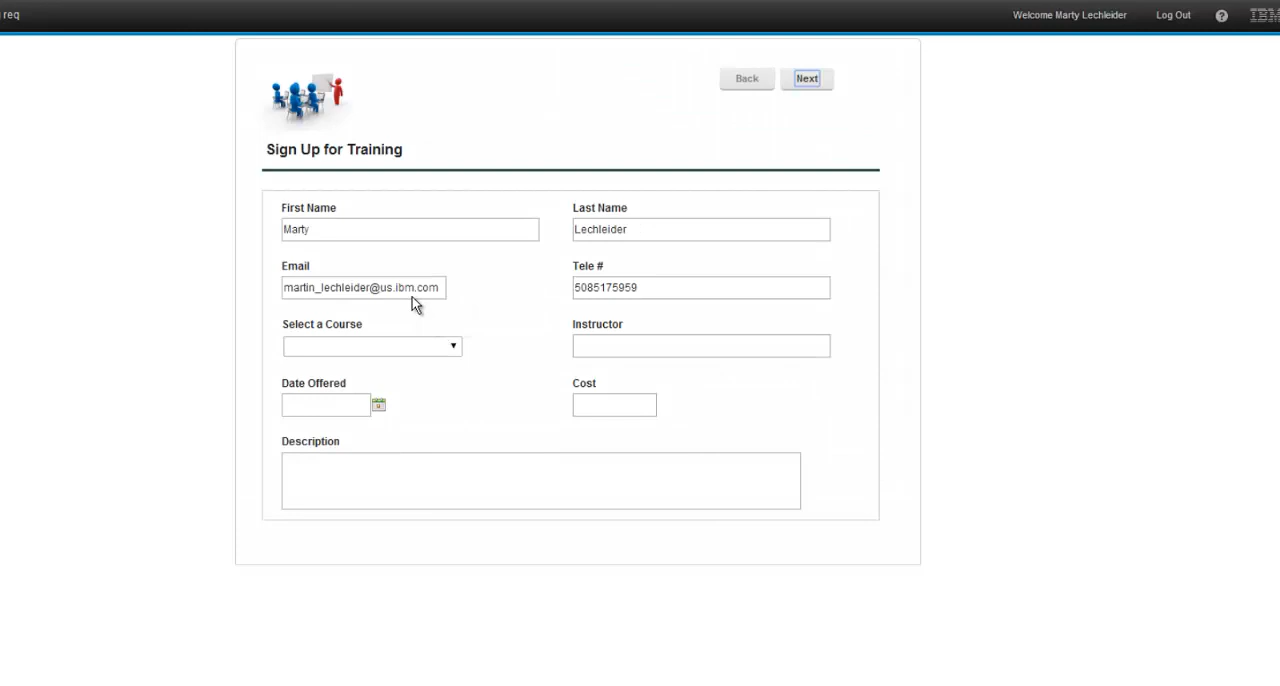 req
Welcome Marty Lechleider Log Out ? IBM
Back Next
Sign Up for Training
First Name Last Name
Marty Lechleider
Email Tele #
martin_lechleider@us.ibm.com 5085175959
Select a Course Instructor
Date Offered Cost
Description